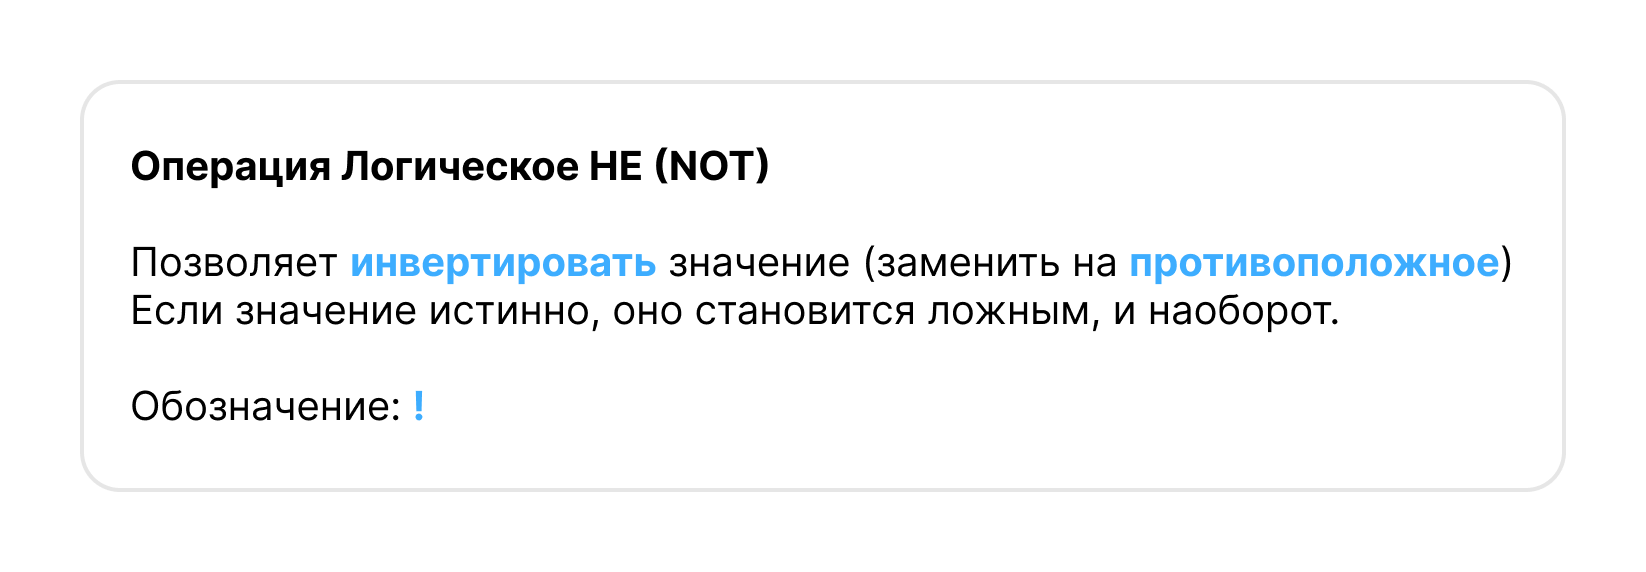 Операция Логическое НЕ (NOT)
Позволяет инвертировать значение (заменить на противоположное)
Если значение истинно, оно становится ложным, и наоборот.
Обозначение: !